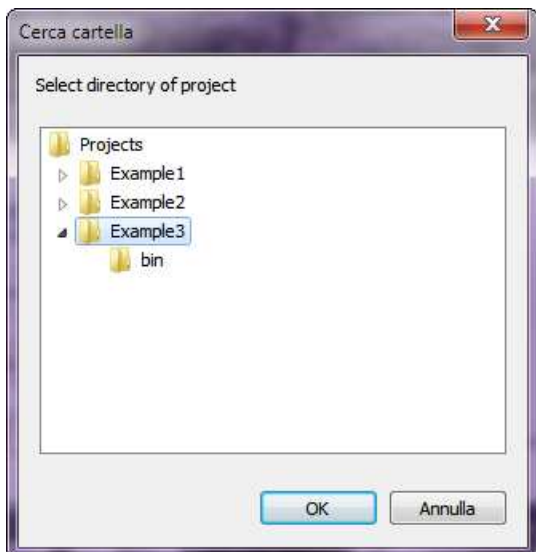 Cerca cartella
Select directory of project
Projects
Example1
Example2
Example3
bin
OK
Annulla